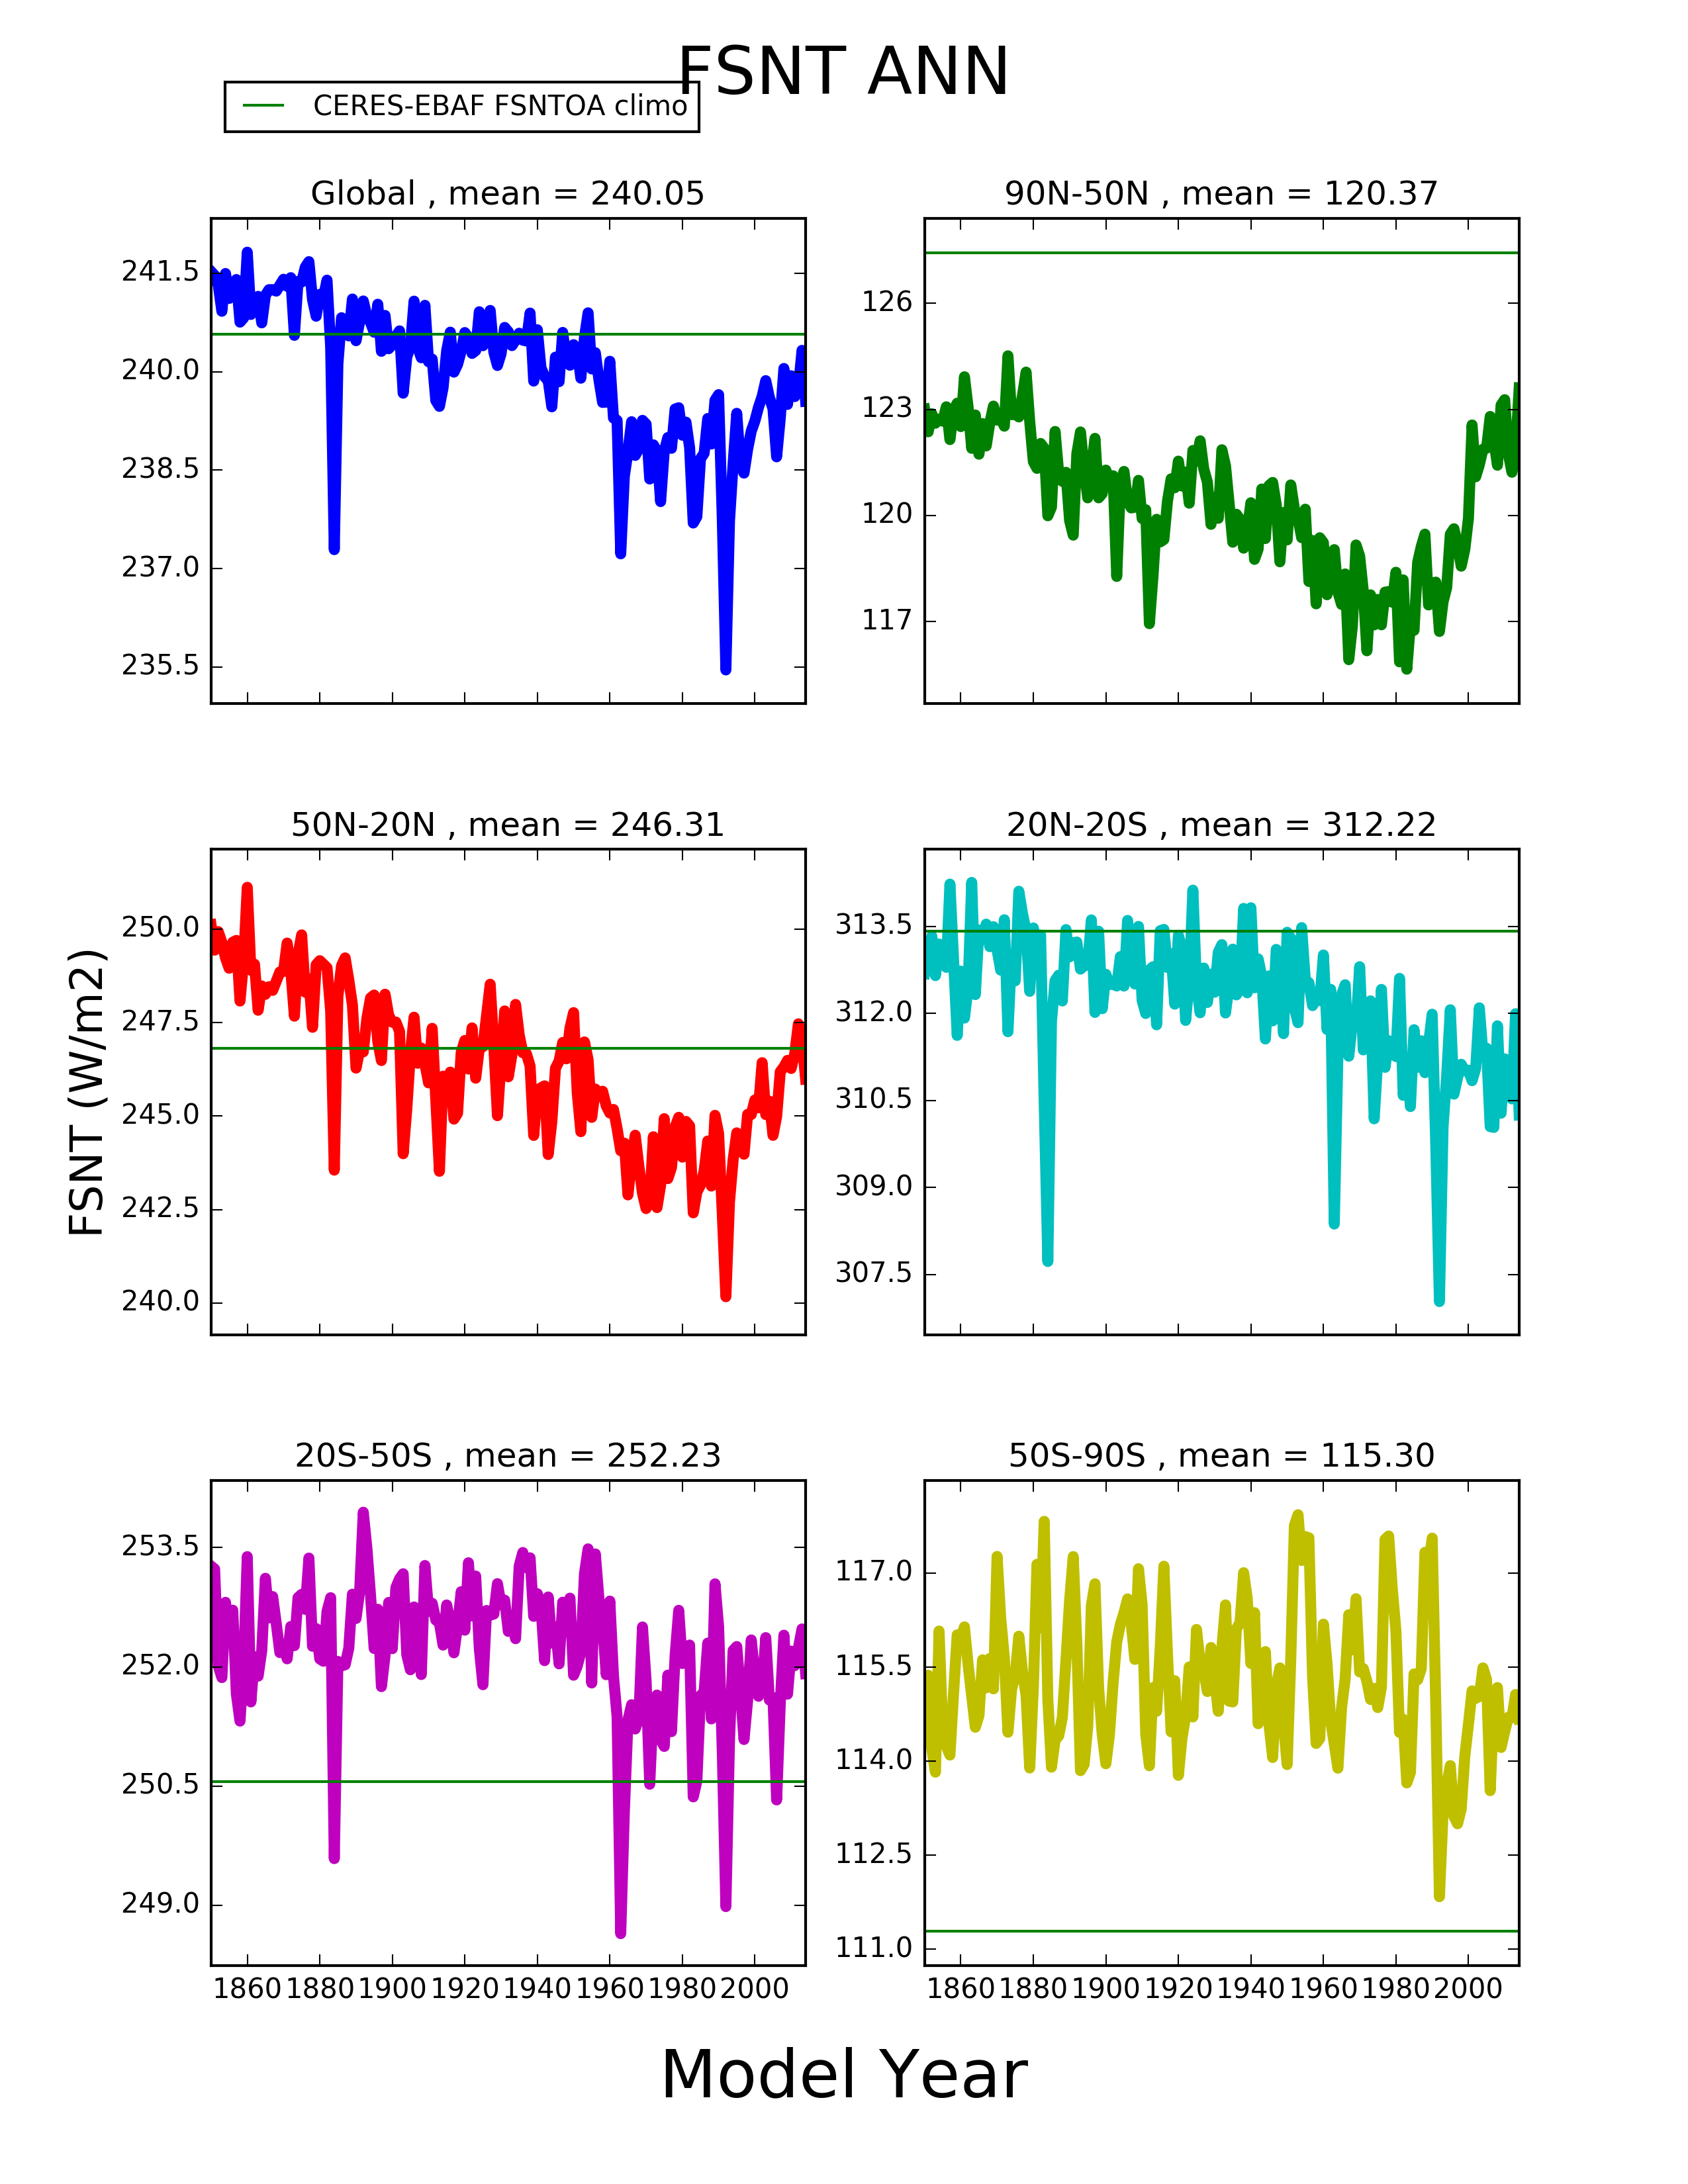 FSNT ANN
CERES-EBAF FSNTOA climo
Global , mean = 240.05
90N-50N , mean = 120.37
241.5
240.0
238.5
237.0
235.5
126
123
120
117
50N-20N , mean = 246.31
20N-20S , mean = 312.22
FSNT (W/m2)
250.0
247.5
245.0
242.5
240.0
313.5
312.0
310.5
309.0
307.5
20S-50S , mean = 252.23
50S-90S , mean = 115.30
253.5
252.0
250.5
249.0
117.0
115.5
114.0
112.5
111.0
1860 1880 1900 1920 1940 1960 1980 2000
1860 1880 1900 1920 1940 1960 1980 2000
Model Year